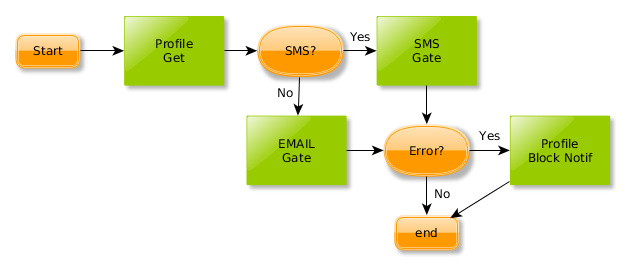 Start
Profile
Get
SMS?
Yes
SMS
Gate
No
EMAIL
Gate
Error?
Yes
Profile
Block Notif
No
end